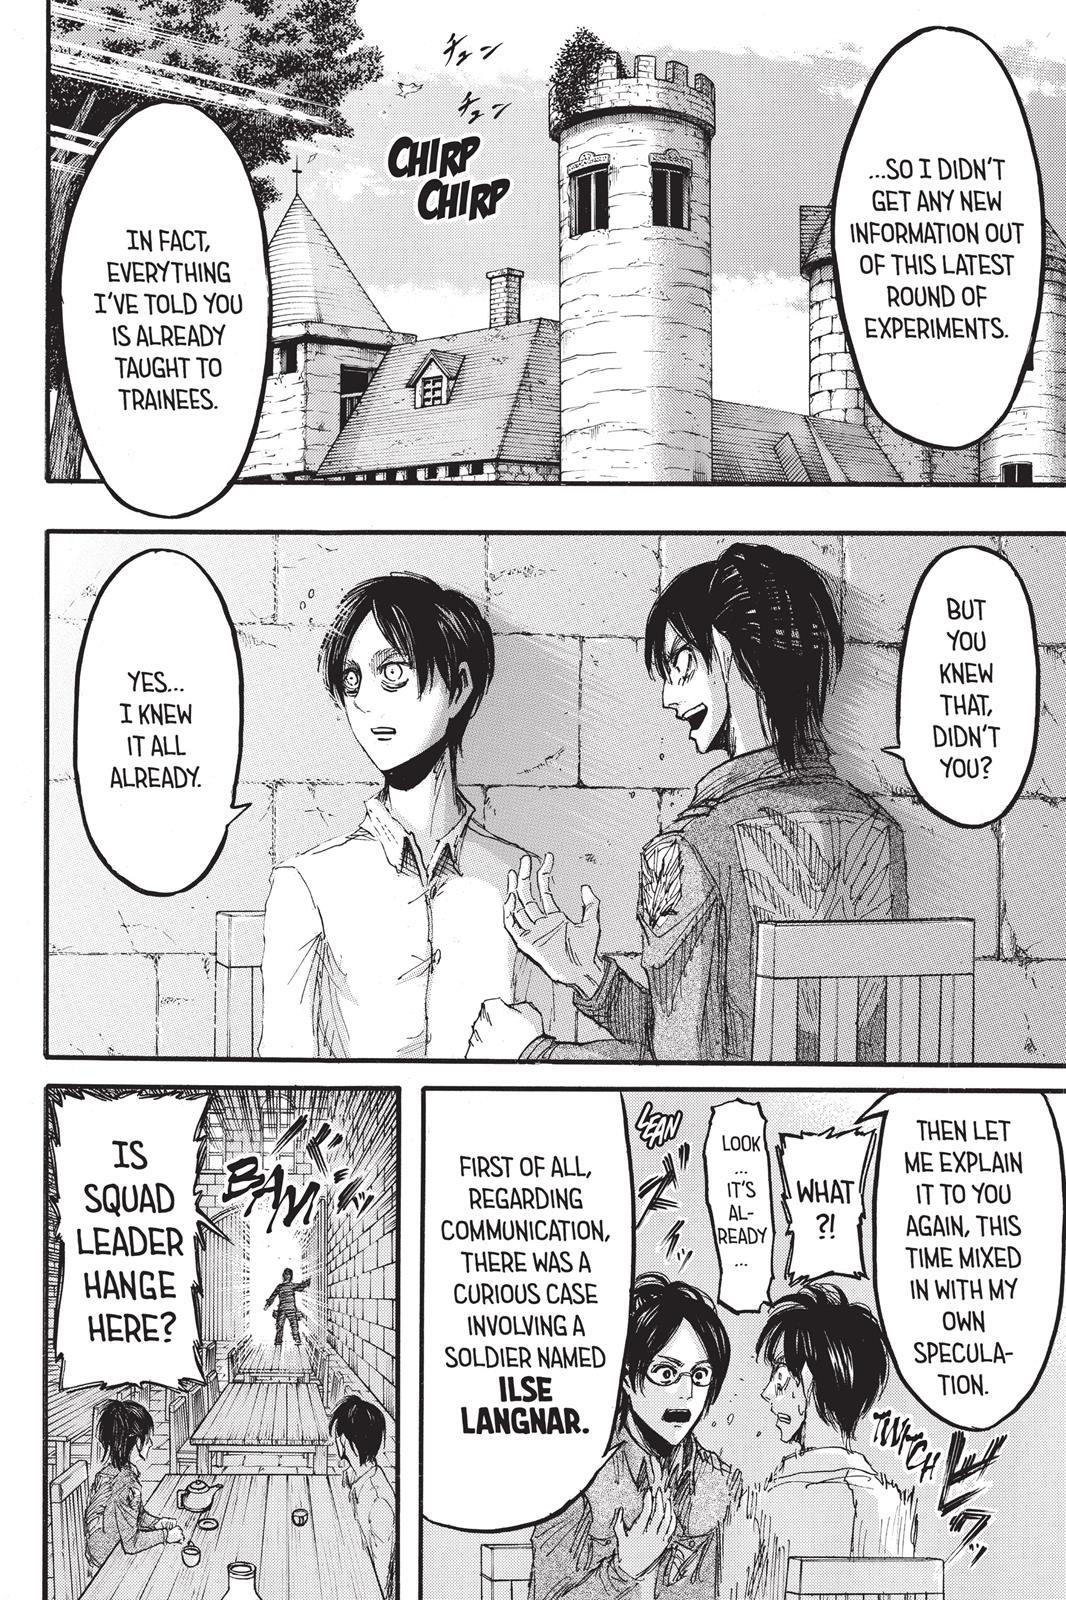 ...SO I DIDN'T
GET ANY NEW
INFORMATION OUT
OF THIS LATEST
ROUND OF
EXPERIMENTS.
チュン
チュン
CHIRP
CHIRP
IN FACT,
EVERYTHING
I'VE TOLD YOU
IS ALREADY
TAUGHT TO
TRAINEES.
BUT
YOU
KNEW
THAT,
DIDN'T
YOU?
YES...
I KNEW
IT ALL
ALREADY.
THEN LET
ME EXPLAIN
IT TO YOU
AGAIN, THIS
TIME MIXED
IN WITH MY
OWN
SPECULA-
TION.
WHAT
?!
LOOK
...
IT'S
AL-
READY
...
LEAN
TWITCH
ビクッ
FIRST OF ALL,
REGARDING
COMMUNICATION,
THERE WAS A
CURIOUS CASE
INVOLVING A
SOLDIER NAMED
ILSE
LANGNAR.
BAM
IS
SQUAD
LEADER
HANGE
HERE?